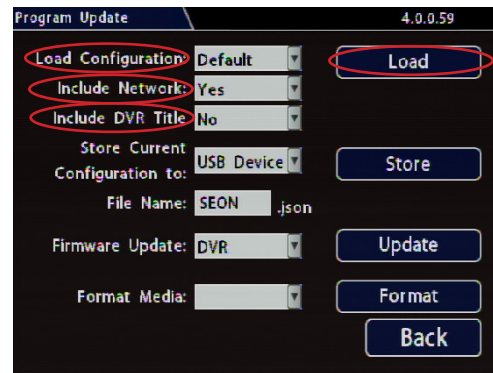 Program Update 4.0.0.59
Load Configuration: Default Load
Include Network: Yes
Include DVR Title No
Store Current
Configuration to: USB Device Store
File Name: SEON .json
Firmware Update: DVR Update
Format Media: Format
Back